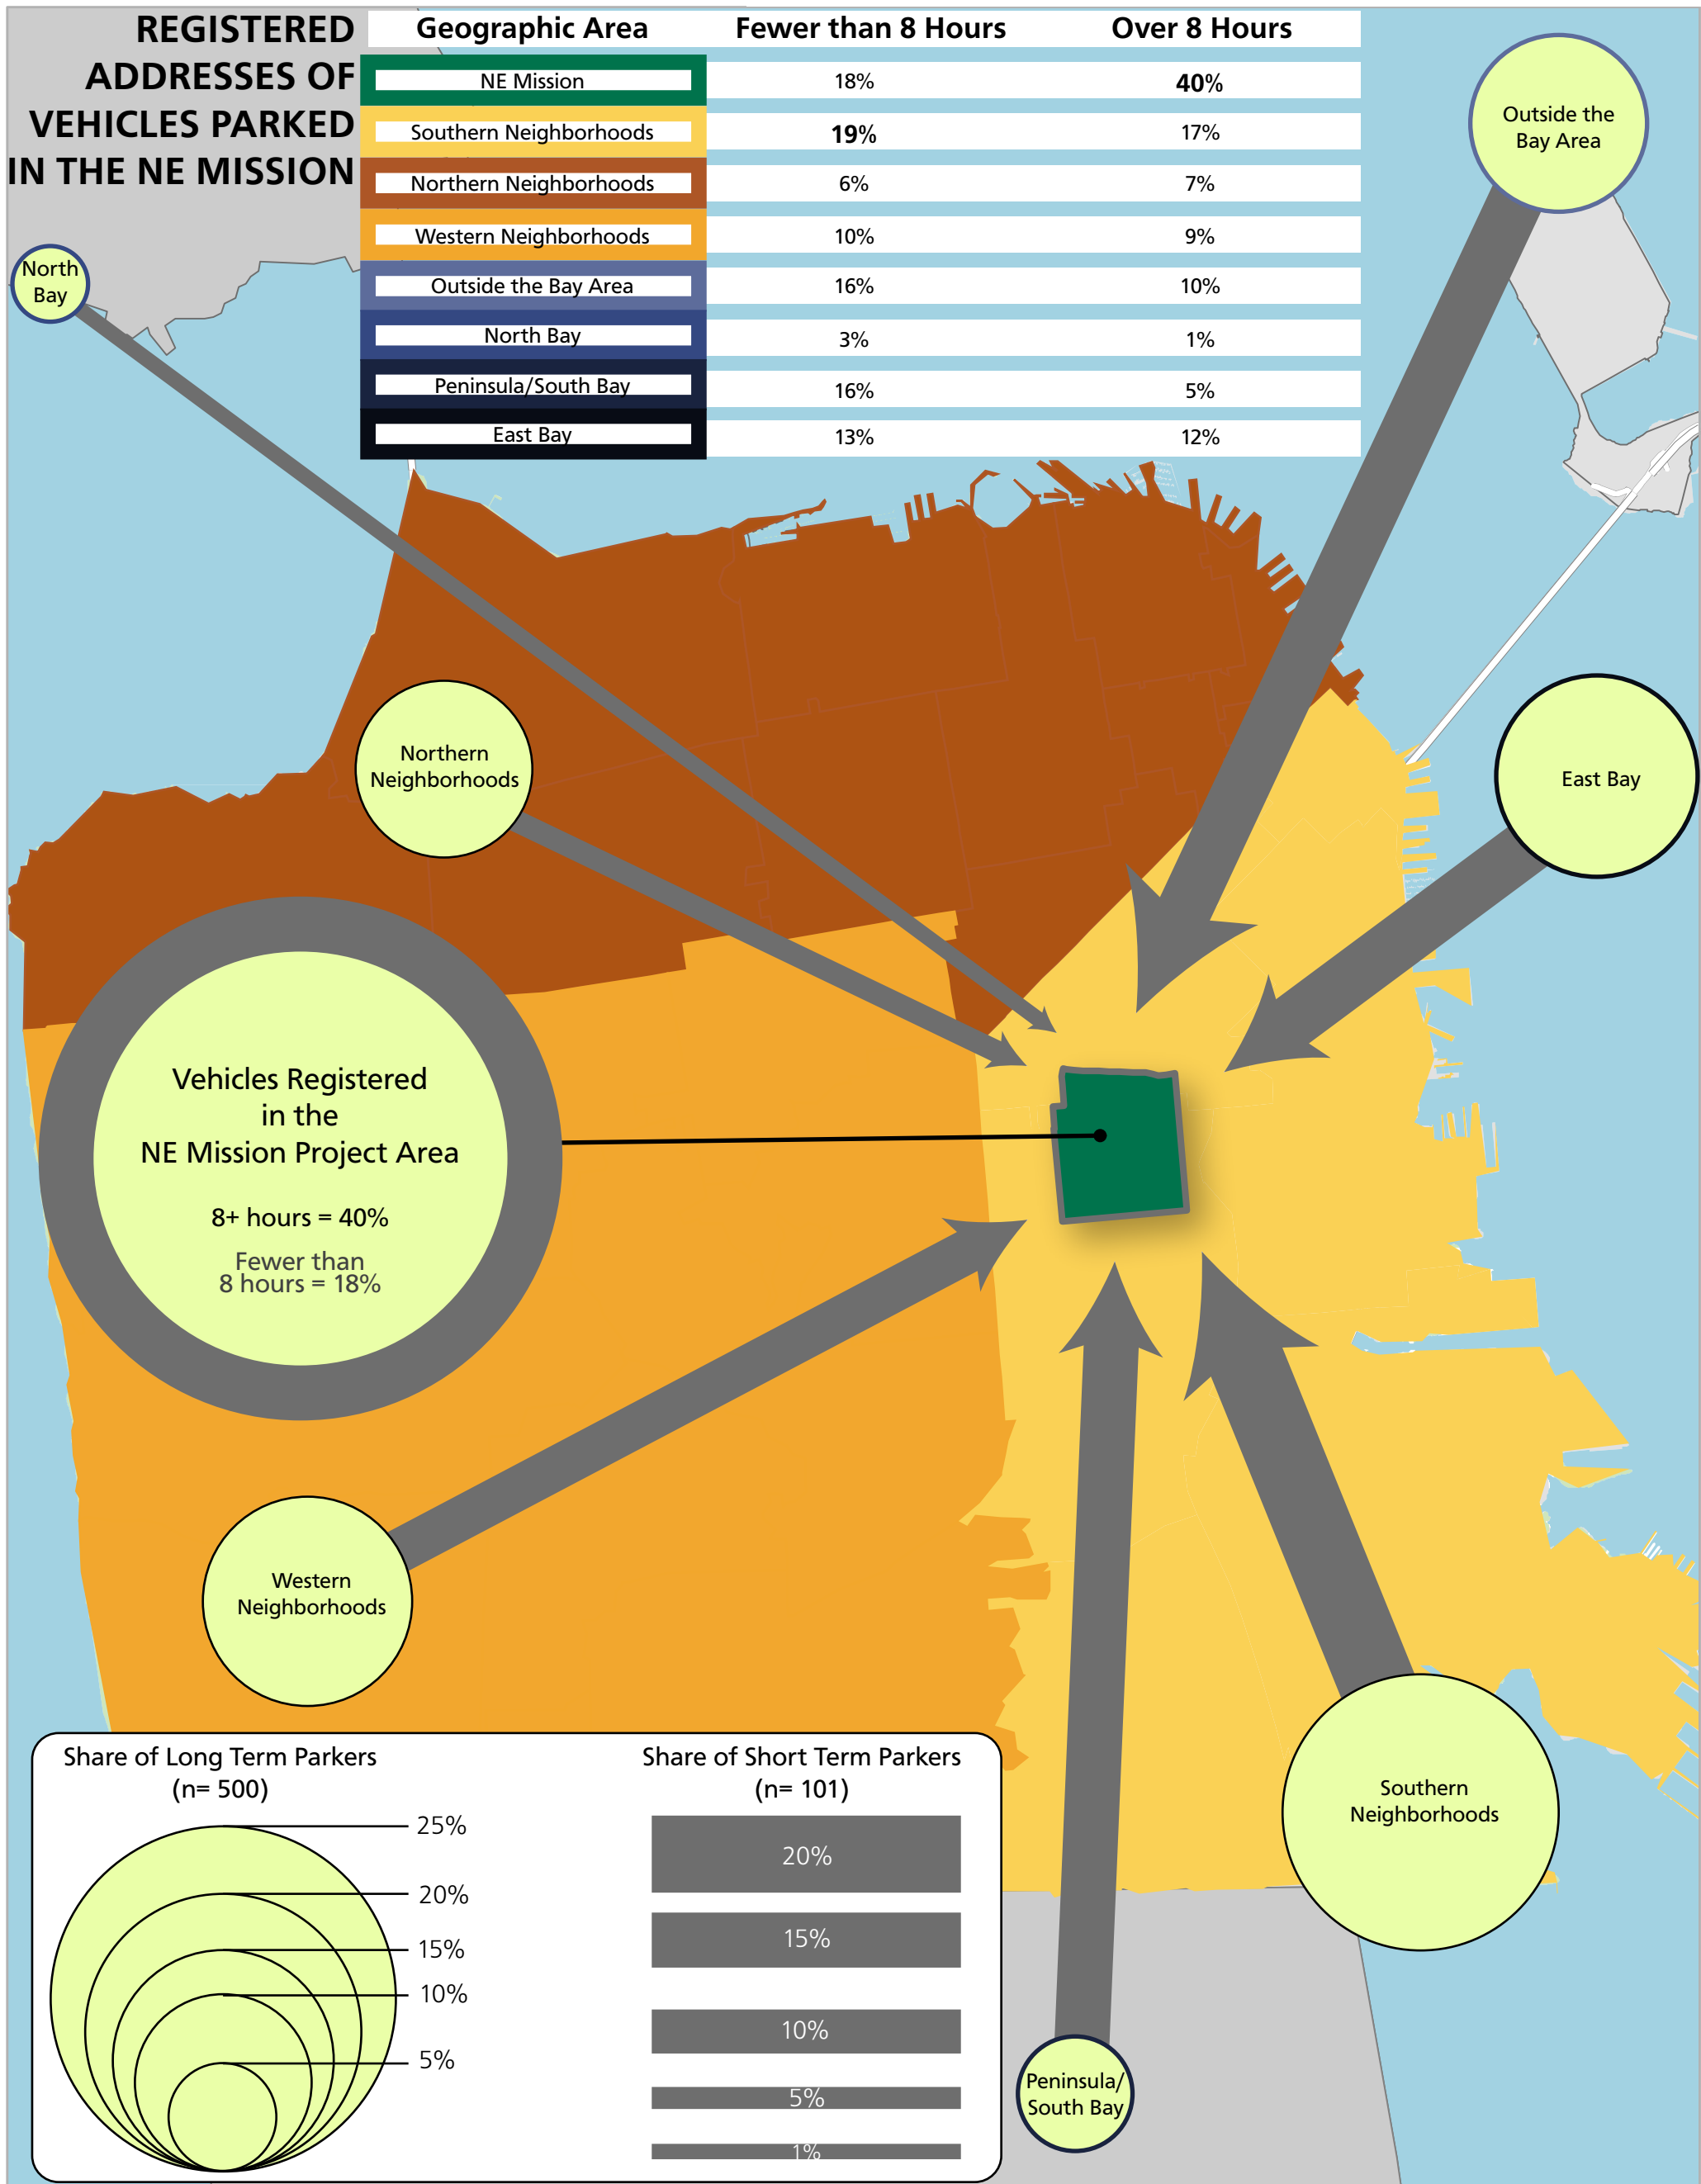 REGISTERED
ADDRESSES OF
VEHICLES PARKED
IN THE NE MISSION
Geographic Area Fewer than 8 Hours Over 8 Hours
NE Mission 18% 40%
Southern Neighborhoods 19% 17%
Northern Neighborhoods 6% 7%
Western Neighborhoods 10% 9%
Outside the Bay Area 16% 10%
North Bay 3% 1%
Peninsula/South Bay 16% 5%
East Bay 13% 12%
Outside the
Bay Area
North
Bay
Northern
Neighborhoods
East Bay
Vehicles Registered
in the
NE Mission Project Area
8+ hours = 40%
Fewer than
8 hours = 18%
Western
Neighborhoods
Southern
Neighborhoods
Peninsula/
South Bay
Share of Long Term Parkers
(n= 500)
25%
20%
15%
10%
5%
Share of Short Term Parkers
(n= 101)
20%
15%
10%
5%
1%